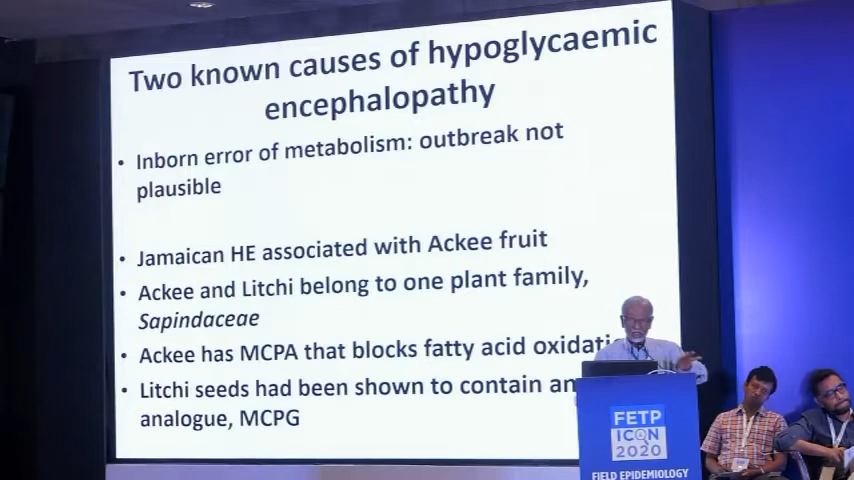 Two known causes of hypoglycaemic
encephalopathy
• Inborn error of metabolism: outbreak not
plausible
• Jamaican HE associated with Ackee fruit
• Ackee and Litchi belong to one plant family,
Sapindaceae
• Ackee has MCPA that blocks fatty acid
• Litchi seeds had been shown to contain
analogue, MCPG
FETP
ICON
2020
FIELD EPIDEMIOLOGY